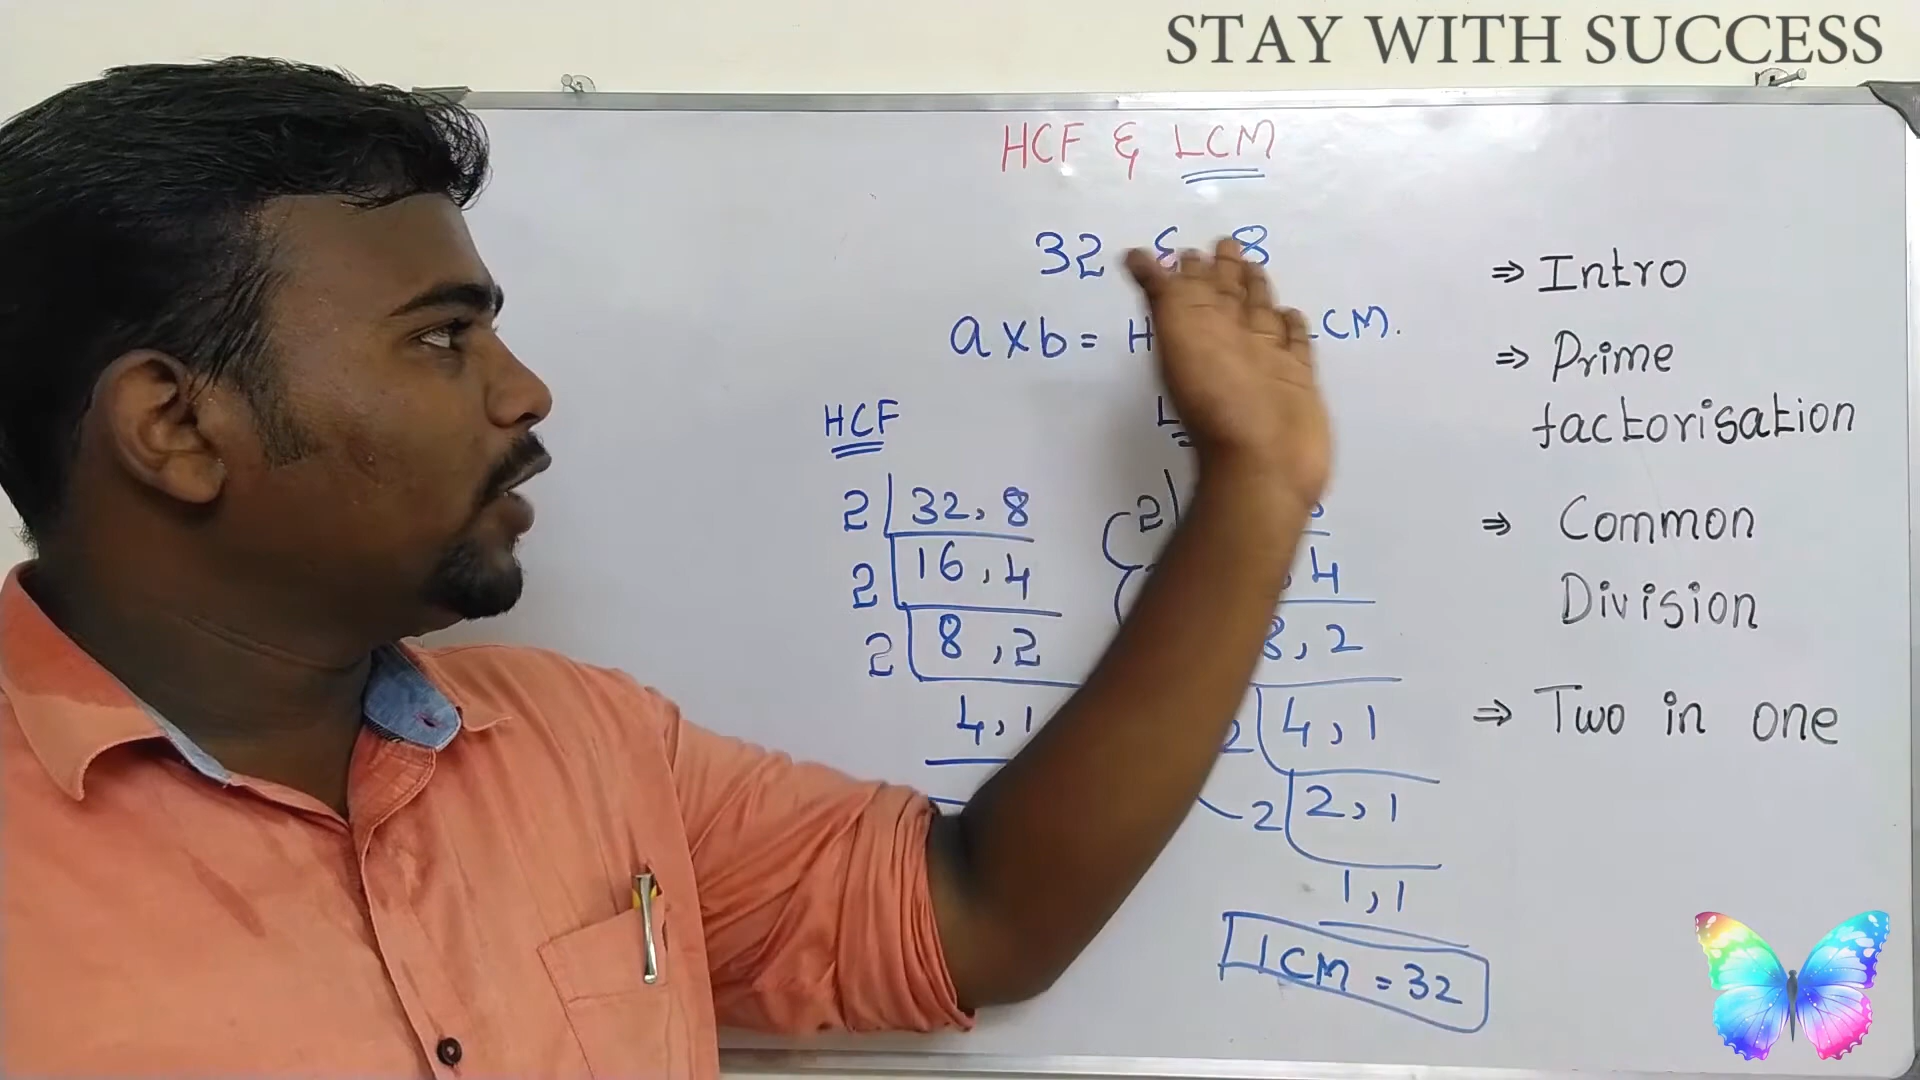 STAY WITH SUCCESS
HCF & LCM
32 & 8
a x b = H CM.
HCF
L
2 | 32, 8
2 | 16, 4
2 | 8, 2
4, 1
2
, 4
8, 2
2 | 4, 1
2 | 2, 1
1, 1
LCM = 32
⇒ Intro
⇒ Prime
factorisation
⇒ Common
Division
⇒ Two in one